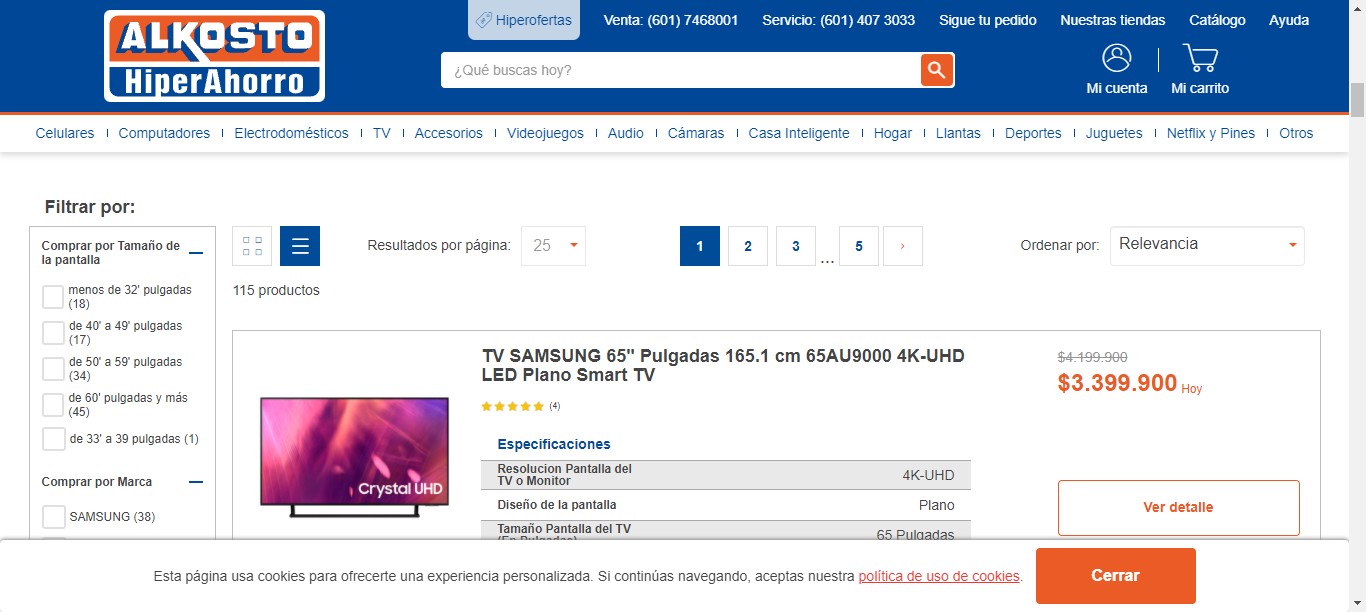 ALKOSTO
HiperAhorro
Hiperofertas
Venta: (601) 7468001
Servicio: (601) 407 3033
Sigue tu pedido
Nuestras tiendas
Catálogo
Ayuda
¿Qué buscas hoy?
Mi cuenta
Mi carrito
Celulares
Computadores
Electrodomésticos
TV
Accesorios
Videojuegos
Audio
Cámaras
Casa Inteligente
Hogar
Llantas
Deportes
Juguetes
Netflix y Pines
Otros
Filtrar por:
Comprar por Tamaño de
la pantalla
menos de 32' pulgadas
(18)
de 40' a 49' pulgadas
(17)
de 50' a 59' pulgadas
(34)
de 60' pulgadas y más
(45)
de 33' a 39 pulgadas (1)
Comprar por Marca
SAMSUNG (38)
Resultados por página:
25
1
2
3
...
5
›
Ordenar por:
Relevancia
115 productos
Crystal UHD
TV SAMSUNG 65" Pulgadas 165.1 cm 65AU9000 4K-UHD
LED Plano Smart TV
(4)
Especificaciones
Resolucion Pantalla del
TV o Monitor
4K-UHD
Diseño de la pantalla
Plano
Tamaño Pantalla del TV
(En Pulgadas)
65 Pulgadas
$4.199.900
$3.399.900 Hoy
Ver detalle
Esta página usa cookies para ofrecerte una experiencia personalizada. Si continúas navegando, aceptas nuestra política de uso de cookies.
Cerrar